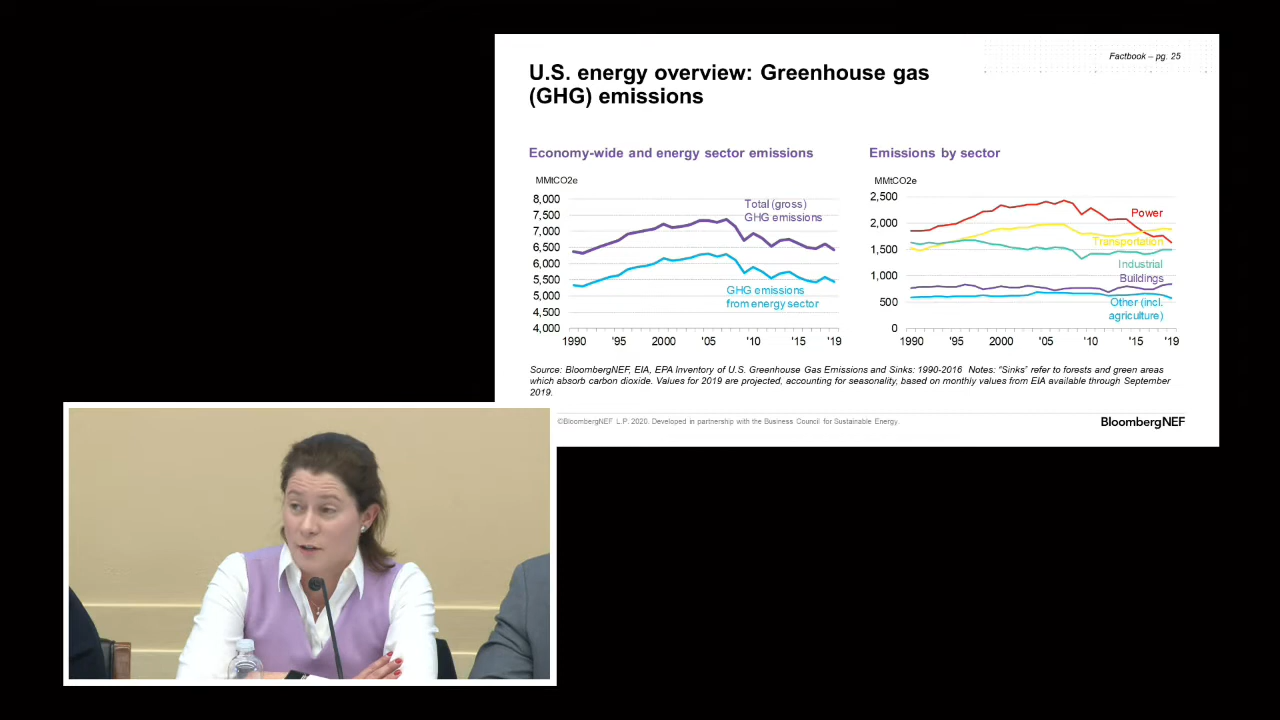 Factbook – pg. 25
U.S. energy overview: Greenhouse gas
(GHG) emissions
Economy-wide and energy sector emissions
MMtCO2e
8,000
7,500
7,000
6,500
6,000
5,500
5,000
4,500
4,000
Total (gross)
GHG emissions
GHG emissions
from energy sector
1990 '95 2000 '05 '10 '15 '19
Emissions by sector
MMtCO2e
2,500
2,000
1,500
1,000
500
0
Power
Transportation
Industrial
Buildings
Other (incl.
agriculture)
1990 '95 2000 '05 '10 '15 '19
Source: BloombergNEF, EIA, EPA Inventory of U.S. Greenhouse Gas Emissions and Sinks: 1990-2016 Notes: "Sinks" refer to forests and green areas
which absorb carbon dioxide. Values for 2019 are projected, accounting for seasonality, based on monthly values from EIA available through September
2019.
©BloombergNEF L.P. 2020. Developed in partnership with the Business Council for Sustainable Energy.
BloombergNEF